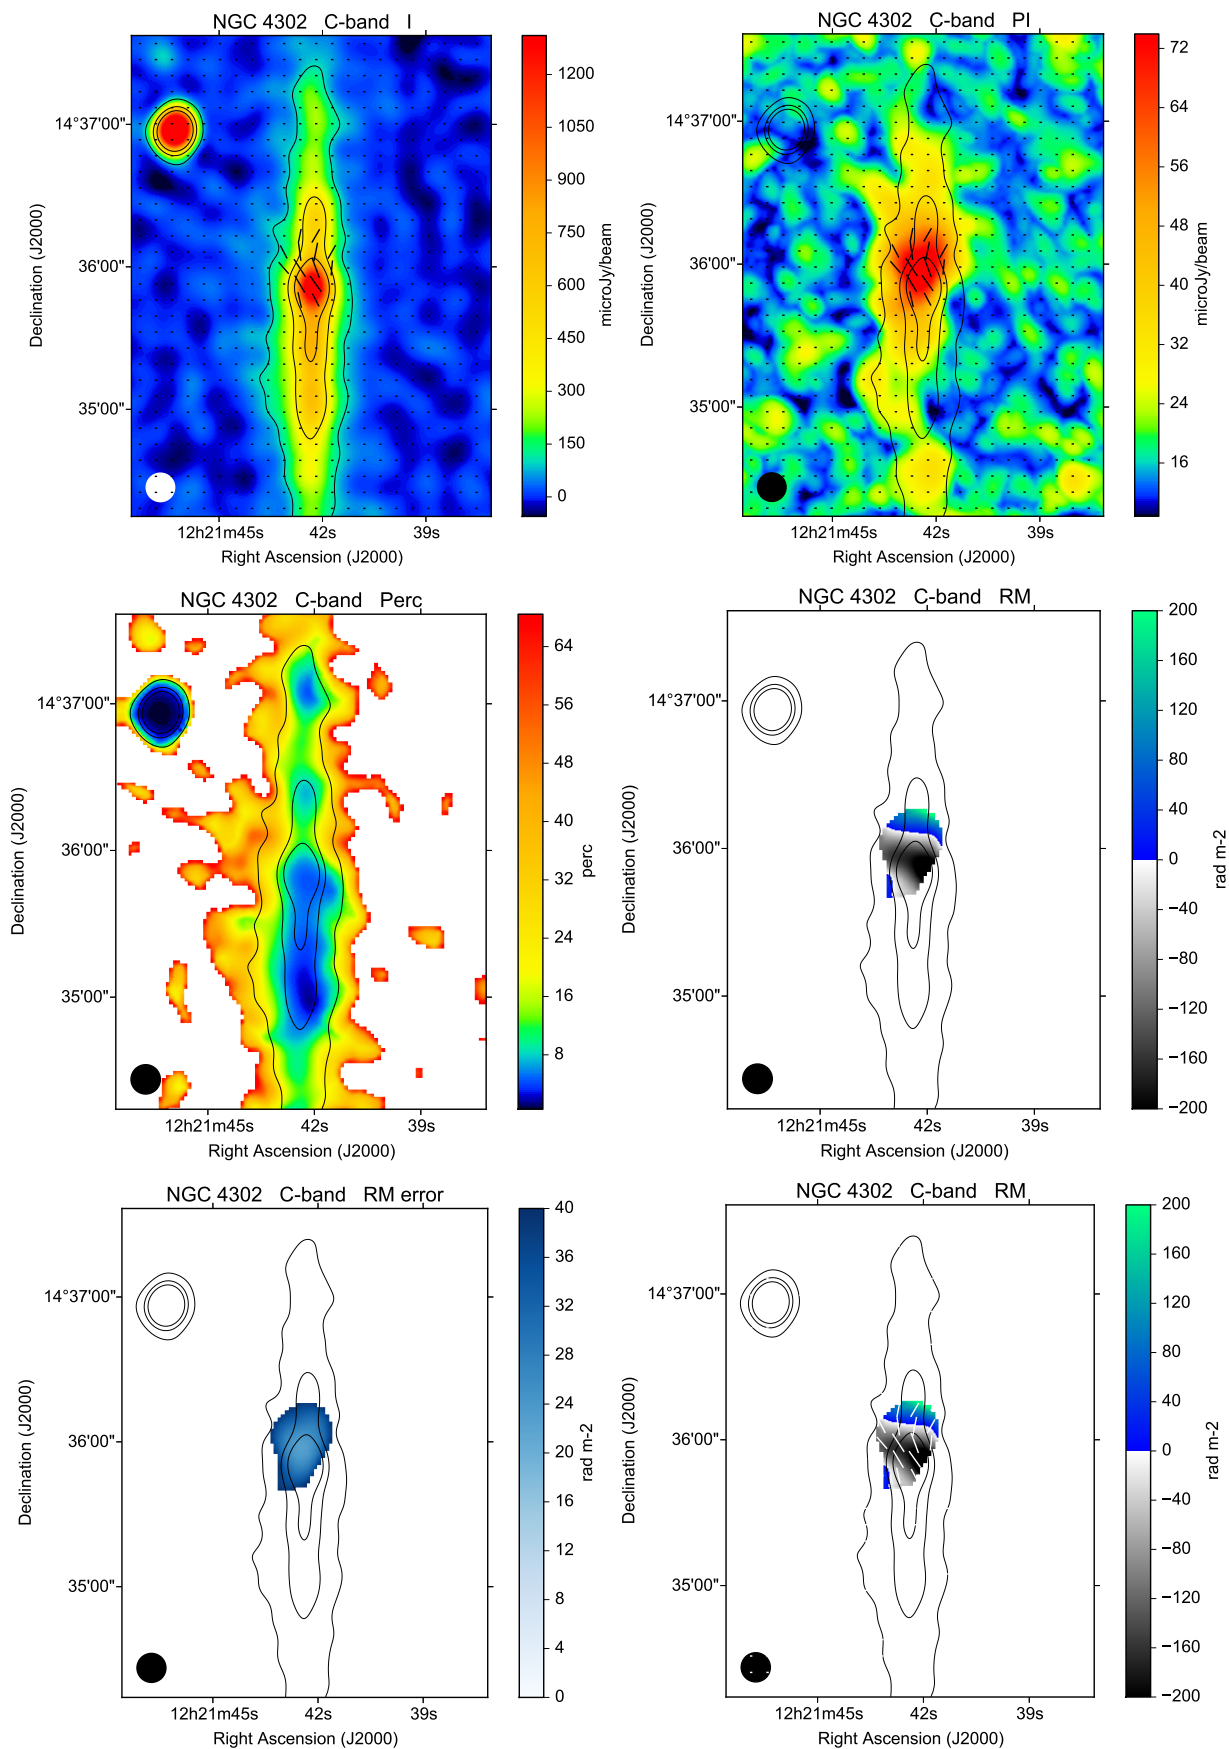 NGC 4302 C-band I
14°37'00"
36'00"
35'00"
Declination (J2000)
12h21m45s 42s 39s
Right Ascension (J2000)
1200
1050
900
750
600
450
300
150
0
microJy/beam
NGC 4302 C-band PI
14°37'00"
36'00"
35'00"
Declination (J2000)
12h21m45s 42s 39s
Right Ascension (J2000)
72
64
56
48
40
32
24
16
microJy/beam
NGC 4302 C-band Perc
14°37'00"
36'00"
35'00"
Declination (J2000)
12h21m45s 42s 39s
Right Ascension (J2000)
64
56
48
40
32
24
16
8
perc
NGC 4302 C-band RM
14°37'00"
36'00"
35'00"
Declination (J2000)
12h21m45s 42s 39s
Right Ascension (J2000)
200
160
120
80
40
0
−40
−80
−120
−160
−200
rad m-2
NGC 4302 C-band RM error
14°37'00"
36'00"
35'00"
Declination (J2000)
12h21m45s 42s 39s
Right Ascension (J2000)
40
36
32
28
24
20
16
12
8
4
0
rad m-2
NGC 4302 C-band RM
14°37'00"
36'00"
35'00"
Declination (J2000)
12h21m45s 42s 39s
Right Ascension (J2000)
200
160
120
80
40
0
−40
−80
−120
−160
−200
rad m-2